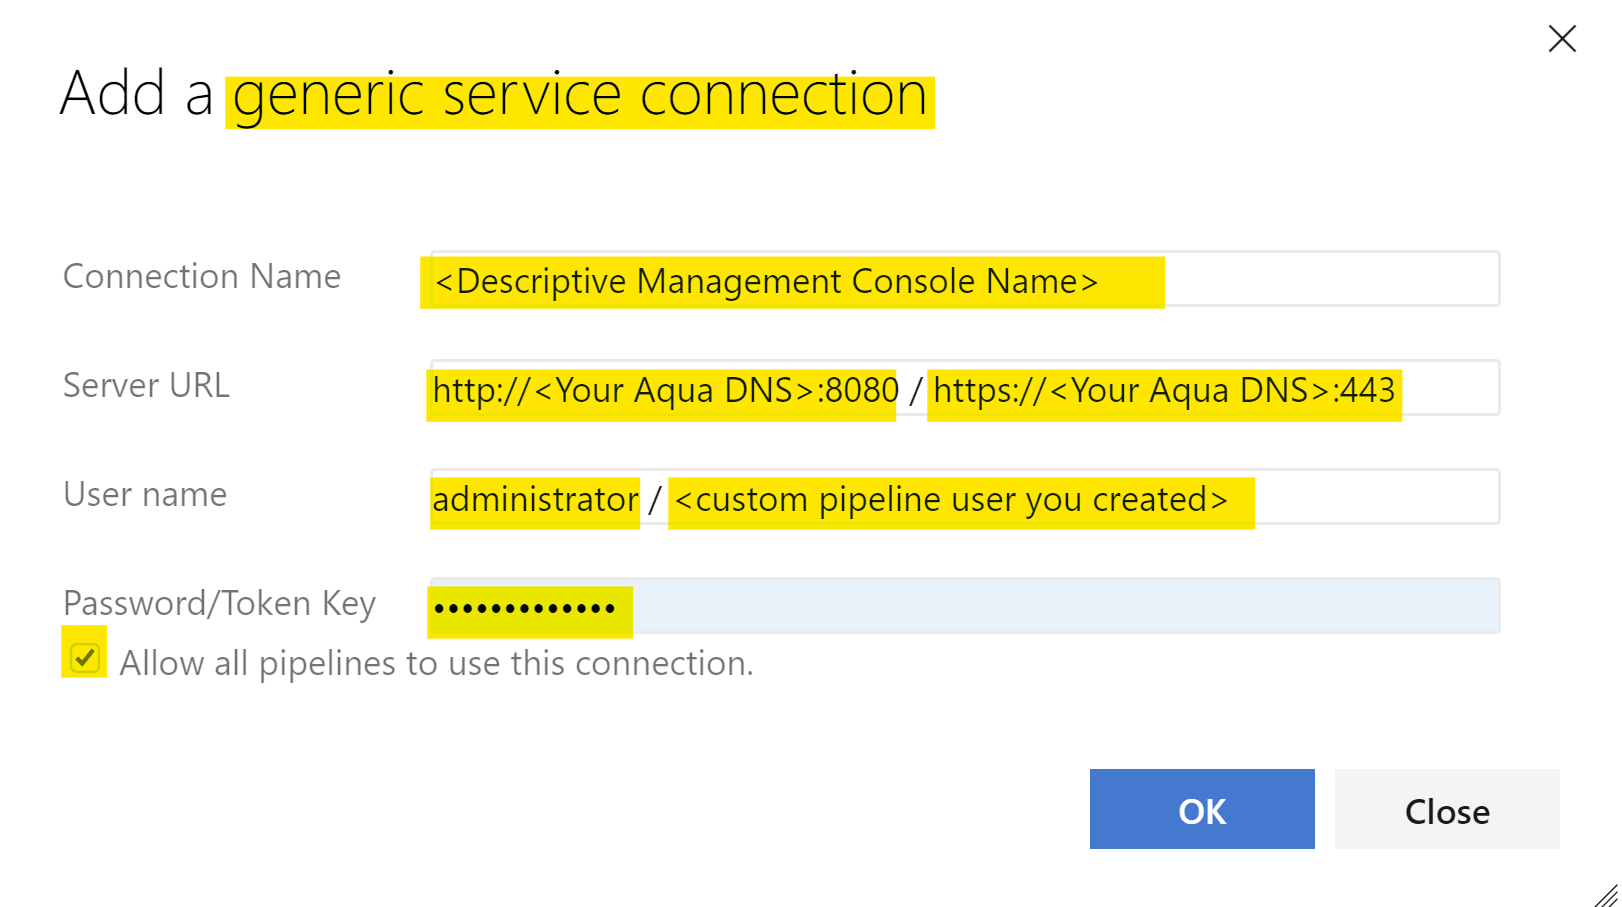 Add a generic service connection
Connection Name <Descriptive Management Console Name>
Server URL http://<Your Aqua DNS>:8080 / https://<Your Aqua DNS>:443
User name administrator / <custom pipeline user you created>
Password/Token Key •••••••••••••
Allow all pipelines to use this connection.
OK Close